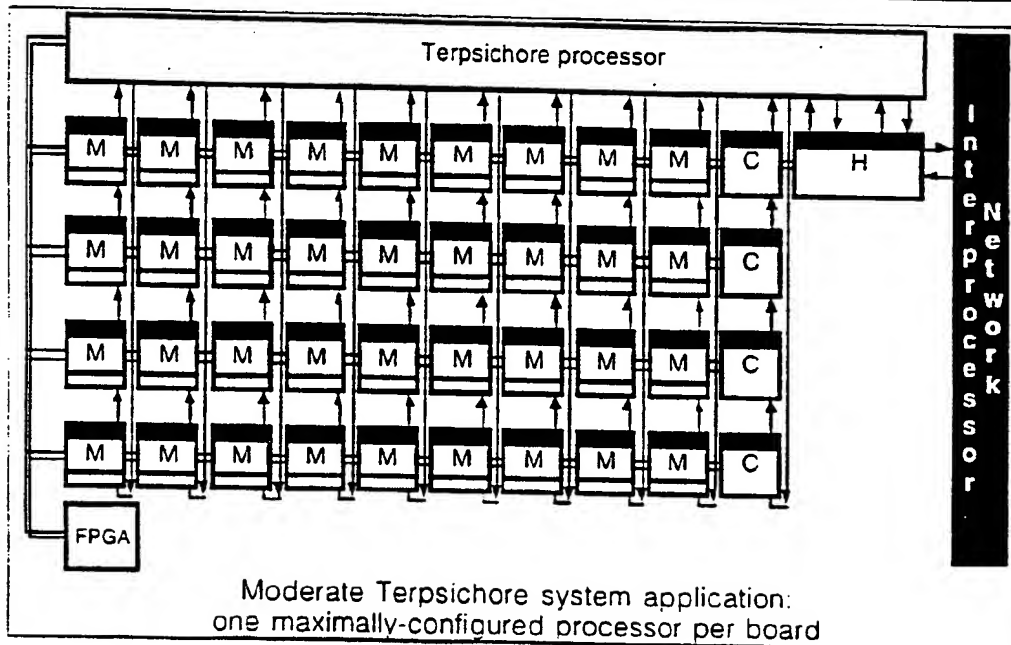 Terpsichore processor
M M M M M M M M M C H
M M M M M M M M M C
M M M M M M M M M C
M M M M M M M M M C
FPGA
Interprocessor
Network
Moderate Terpsichore system application:
one maximally-configured processor per board